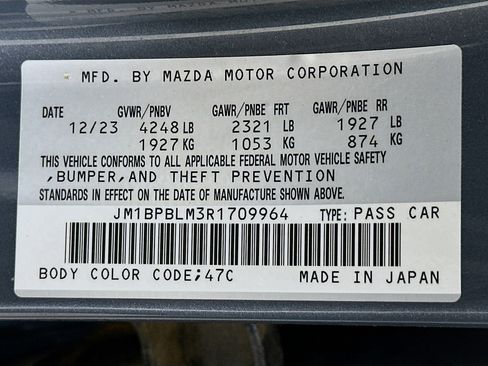 MFD. BY MAZDA MOTOR CORPORATION
DATE GVWR/PNBV GAWR/PNBE FRT GAWR/PNBE RR
12/23 4248 LB 2321 LB 1927 LB
1927 KG 1053 KG 874 KG
THIS VEHICLE CONFORMS TO ALL APPLICABLE FEDERAL MOTOR VEHICLE SAFETY
,BUMPER,AND THEFT PREVENTION
STANDARDS IN EFFECT ON THE DATE OF MANUFACTURE SHOWN ABOVE.
JM1BPBLM3R1709964 TYPE: PASS CAR
BODY COLOR CODE;47C MADE IN JAPAN